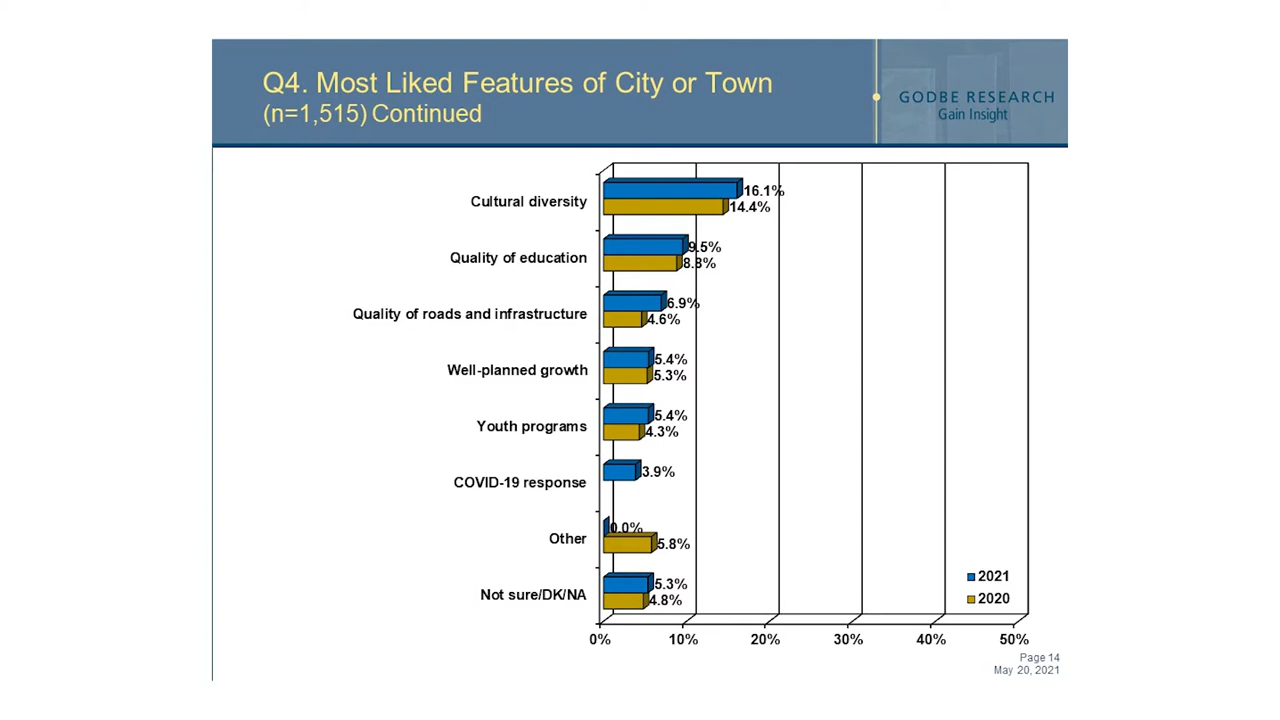 Q4. Most Liked Features of City or Town
(n=1,515) Continued
GODBE RESEARCH
Gain Insight
Cultural diversity
16.1%
14.4%
Quality of education
9.5%
8.8%
Quality of roads and infrastructure
6.9%
4.6%
Well-planned growth
5.4%
5.3%
Youth programs
5.4%
4.3%
COVID-19 response
3.9%
Other
0.0%
5.8%
Not sure/DK/NA
5.3%
4.8%
2021
2020
0% 10% 20% 30% 40% 50%
Page 14
May 20, 2021